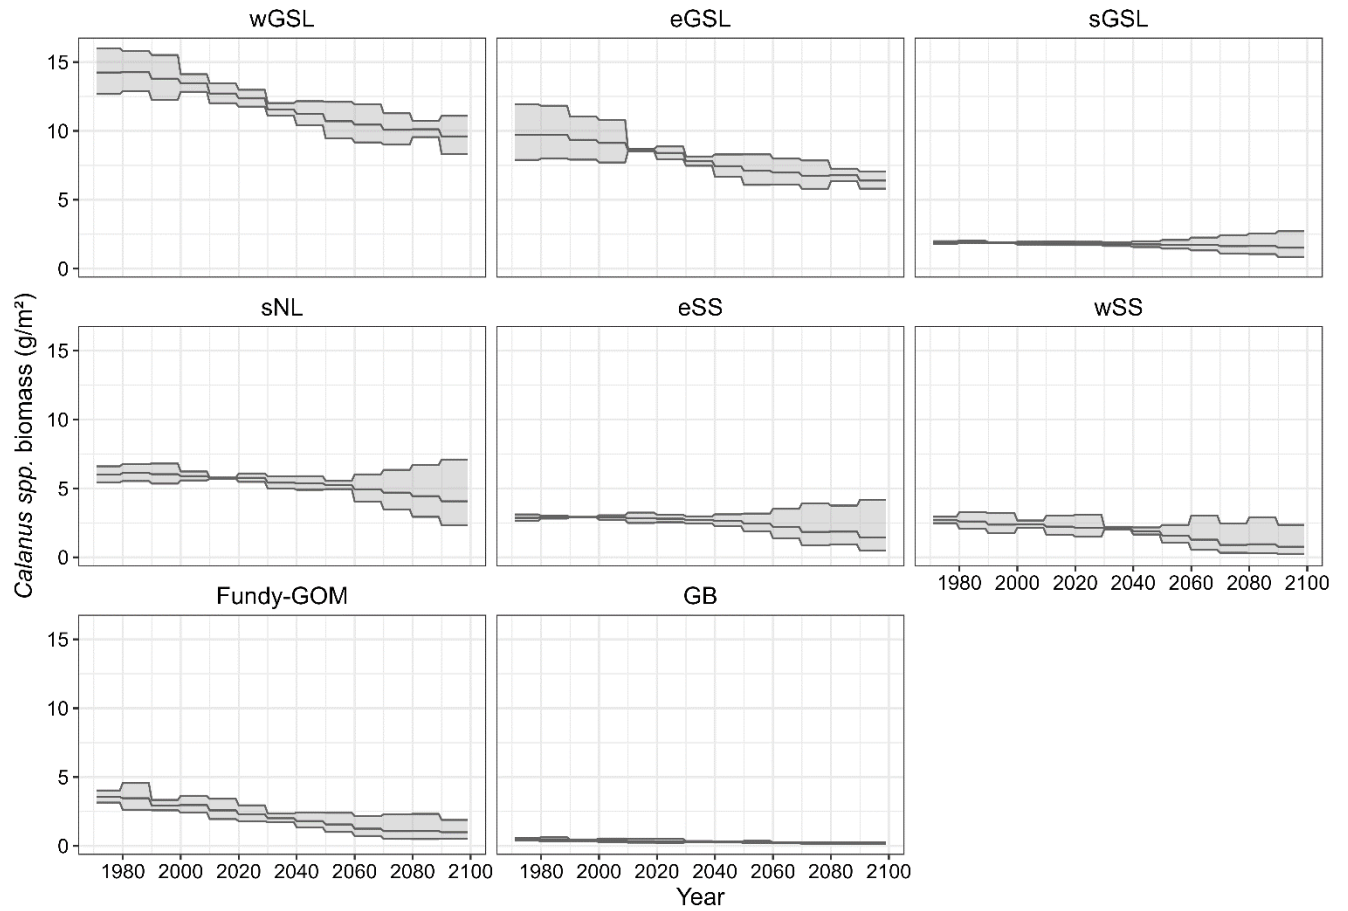 wGSL eGSL sGSL
15
10
5
0
sNL eSS wSS
15
10
5
0
1980 2000 2020 2040 2060 2080 2100
Fundy-GOM GB
15
10
5
0
1980 2000 2020 2040 2060 2080 2100 1980 2000 2020 2040 2060 2080 2100
Year
Calanus spp. biomass (g/m²)